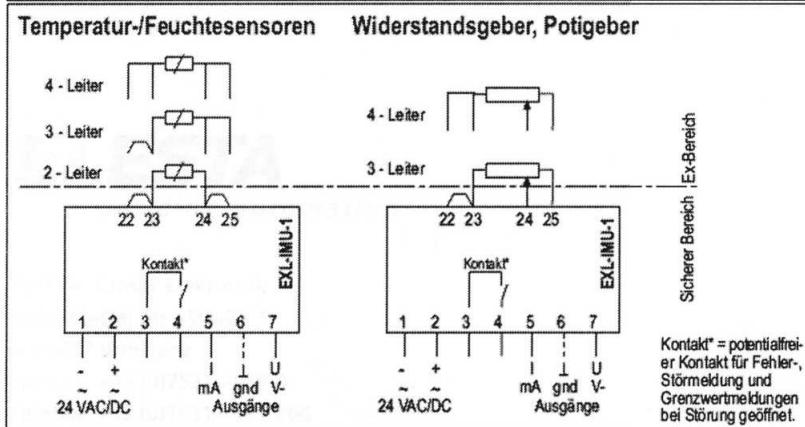 Temperatur-/Feuchtesensoren
4 - Leiter
3 - Leiter
2 - Leiter
22 23 24 25
EXL-IMU-1
Kontakt*
1 2 3 4 5 6 7
- + I ⊥ U
~ ~ mA gnd V-
24 VAC/DC Ausgänge
Widerstandsgeber, Potigeber
4 - Leiter
3 - Leiter
22 23 24 25
EXL-IMU-1
Kontakt*
1 2 3 4 5 6 7
- + I ⊥ U
~ ~ mA gnd V-
24 VAC/DC Ausgänge
Ex-Bereich
Sicherer Bereich
Kontakt* = potentialfrei-
er Kontakt für Fehler-,
Störmeldung und
Grenzwertmeldungen
bei Störung geöffnet.